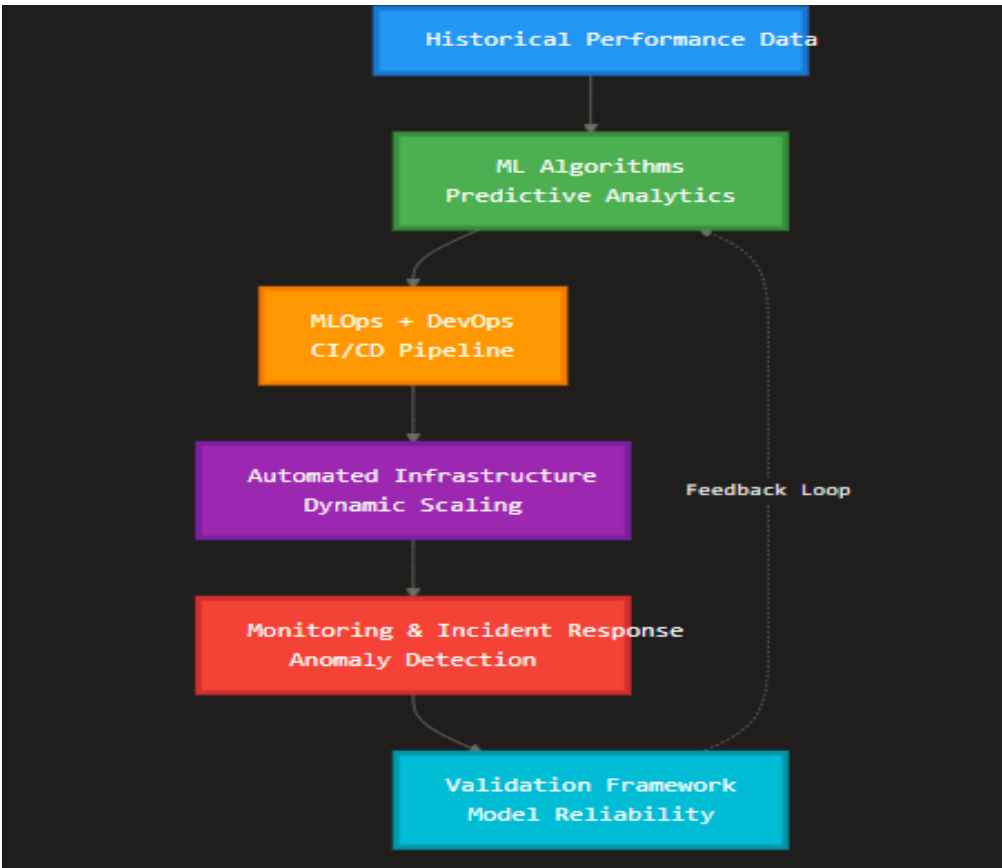 Historical Performance Data
ML Algorithms
Predictive Analytics
MLOps + DevOps
CI/CD Pipeline
Automated Infrastructure
Dynamic Scaling
Feedback Loop
Monitoring & Incident Response
Anomaly Detection
Validation Framework
Model Reliability